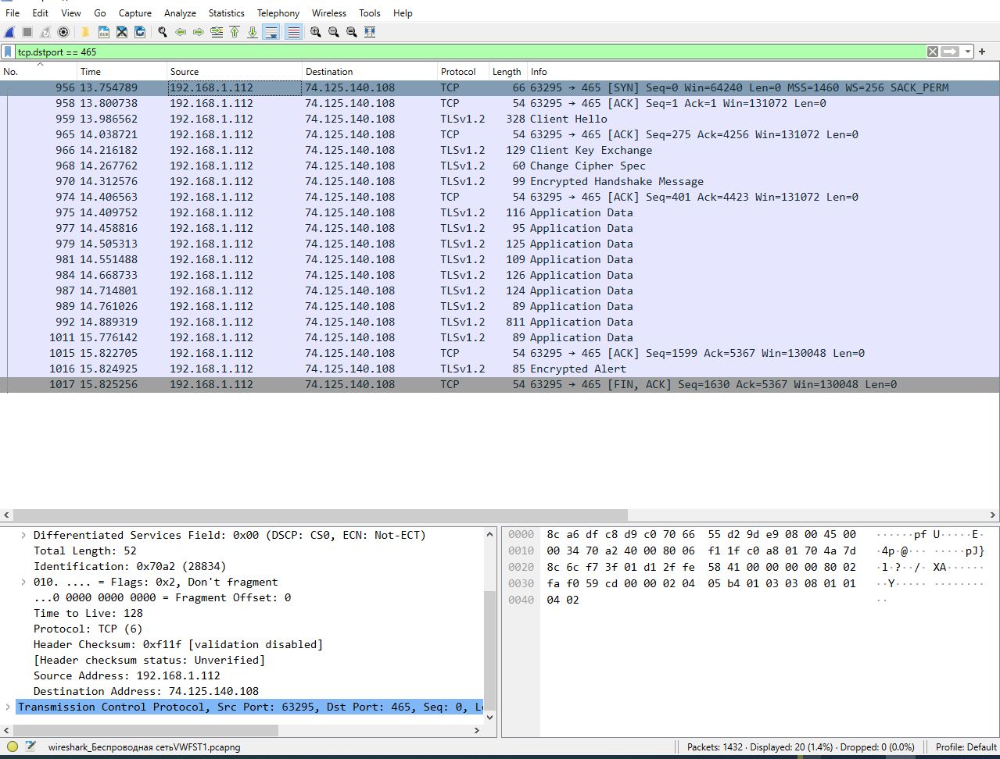 File Edit View Go Capture Analyze Statistics Telephony Wireless Tools Help
tcp.dstport == 465
No. Time Source Destination Protocol Length Info
956 13.754789 192.168.1.112 74.125.140.108 TCP 66 63295 → 465 [SYN] Seq=0 Win=64240 Len=0 MSS=1460 WS=256 SACK_PERM
958 13.800738 192.168.1.112 74.125.140.108 TCP 54 63295 → 465 [ACK] Seq=1 Ack=1 Win=131072 Len=0
959 13.986562 192.168.1.112 74.125.140.108 TLSv1.2 328 Client Hello
965 14.038721 192.168.1.112 74.125.140.108 TCP 54 63295 → 465 [ACK] Seq=275 Ack=4256 Win=131072 Len=0
966 14.216182 192.168.1.112 74.125.140.108 TLSv1.2 129 Client Key Exchange
968 14.267762 192.168.1.112 74.125.140.108 TLSv1.2 60 Change Cipher Spec
970 14.312576 192.168.1.112 74.125.140.108 TLSv1.2 99 Encrypted Handshake Message
974 14.406563 192.168.1.112 74.125.140.108 TCP 54 63295 → 465 [ACK] Seq=401 Ack=4423 Win=131072 Len=0
975 14.409752 192.168.1.112 74.125.140.108 TLSv1.2 116 Application Data
977 14.458816 192.168.1.112 74.125.140.108 TLSv1.2 95 Application Data
979 14.505313 192.168.1.112 74.125.140.108 TLSv1.2 125 Application Data
981 14.551488 192.168.1.112 74.125.140.108 TLSv1.2 109 Application Data
984 14.668733 192.168.1.112 74.125.140.108 TLSv1.2 126 Application Data
987 14.714801 192.168.1.112 74.125.140.108 TLSv1.2 124 Application Data
989 14.761026 192.168.1.112 74.125.140.108 TLSv1.2 89 Application Data
992 14.889319 192.168.1.112 74.125.140.108 TLSv1.2 811 Application Data
1011 15.776142 192.168.1.112 74.125.140.108 TLSv1.2 89 Application Data
1015 15.822705 192.168.1.112 74.125.140.108 TCP 54 63295 → 465 [ACK] Seq=1599 Ack=5367 Win=130048 Len=0
1016 15.824925 192.168.1.112 74.125.140.108 TLSv1.2 85 Encrypted Alert
1017 15.825256 192.168.1.112 74.125.140.108 TCP 54 63295 → 465 [FIN, ACK] Seq=1630 Ack=5367 Win=130048 Len=0
Differentiated Services Field: 0x00 (DSCP: CS0, ECN: Not-ECT)
Total Length: 52
Identification: 0x70a2 (28834)
010. .... = Flags: 0x2, Don't fragment
...0 0000 0000 0000 = Fragment Offset: 0
Time to Live: 128
Protocol: TCP (6)
Header Checksum: 0xf11f [validation disabled]
[Header checksum status: Unverified]
Source Address: 192.168.1.112
Destination Address: 74.125.140.108
Transmission Control Protocol, Src Port: 63295, Dst Port: 465, Seq: 0, L
0000 8c a6 df c8 d9 c0 70 66 55 d2 9d e9 08 00 45 00 ······pf U·····E·
0010 00 34 70 a2 40 00 80 06 f1 1f c0 a8 01 70 4a 7d ·4p·@··· ·····pJ}
0020 8c 6c f7 3f 01 d1 2f fe 58 41 00 00 00 00 80 02 ·l·?··/· XA······
0030 fa f0 59 cd 00 00 02 04 05 b4 01 03 03 08 01 01 ··Y····· ········
0040 04 02 ··
wireshark_Беспроводная сетьVWFST1.pcapng Packets: 1432 · Displayed: 20 (1.4%) · Dropped: 0 (0.0%) Profile: Default